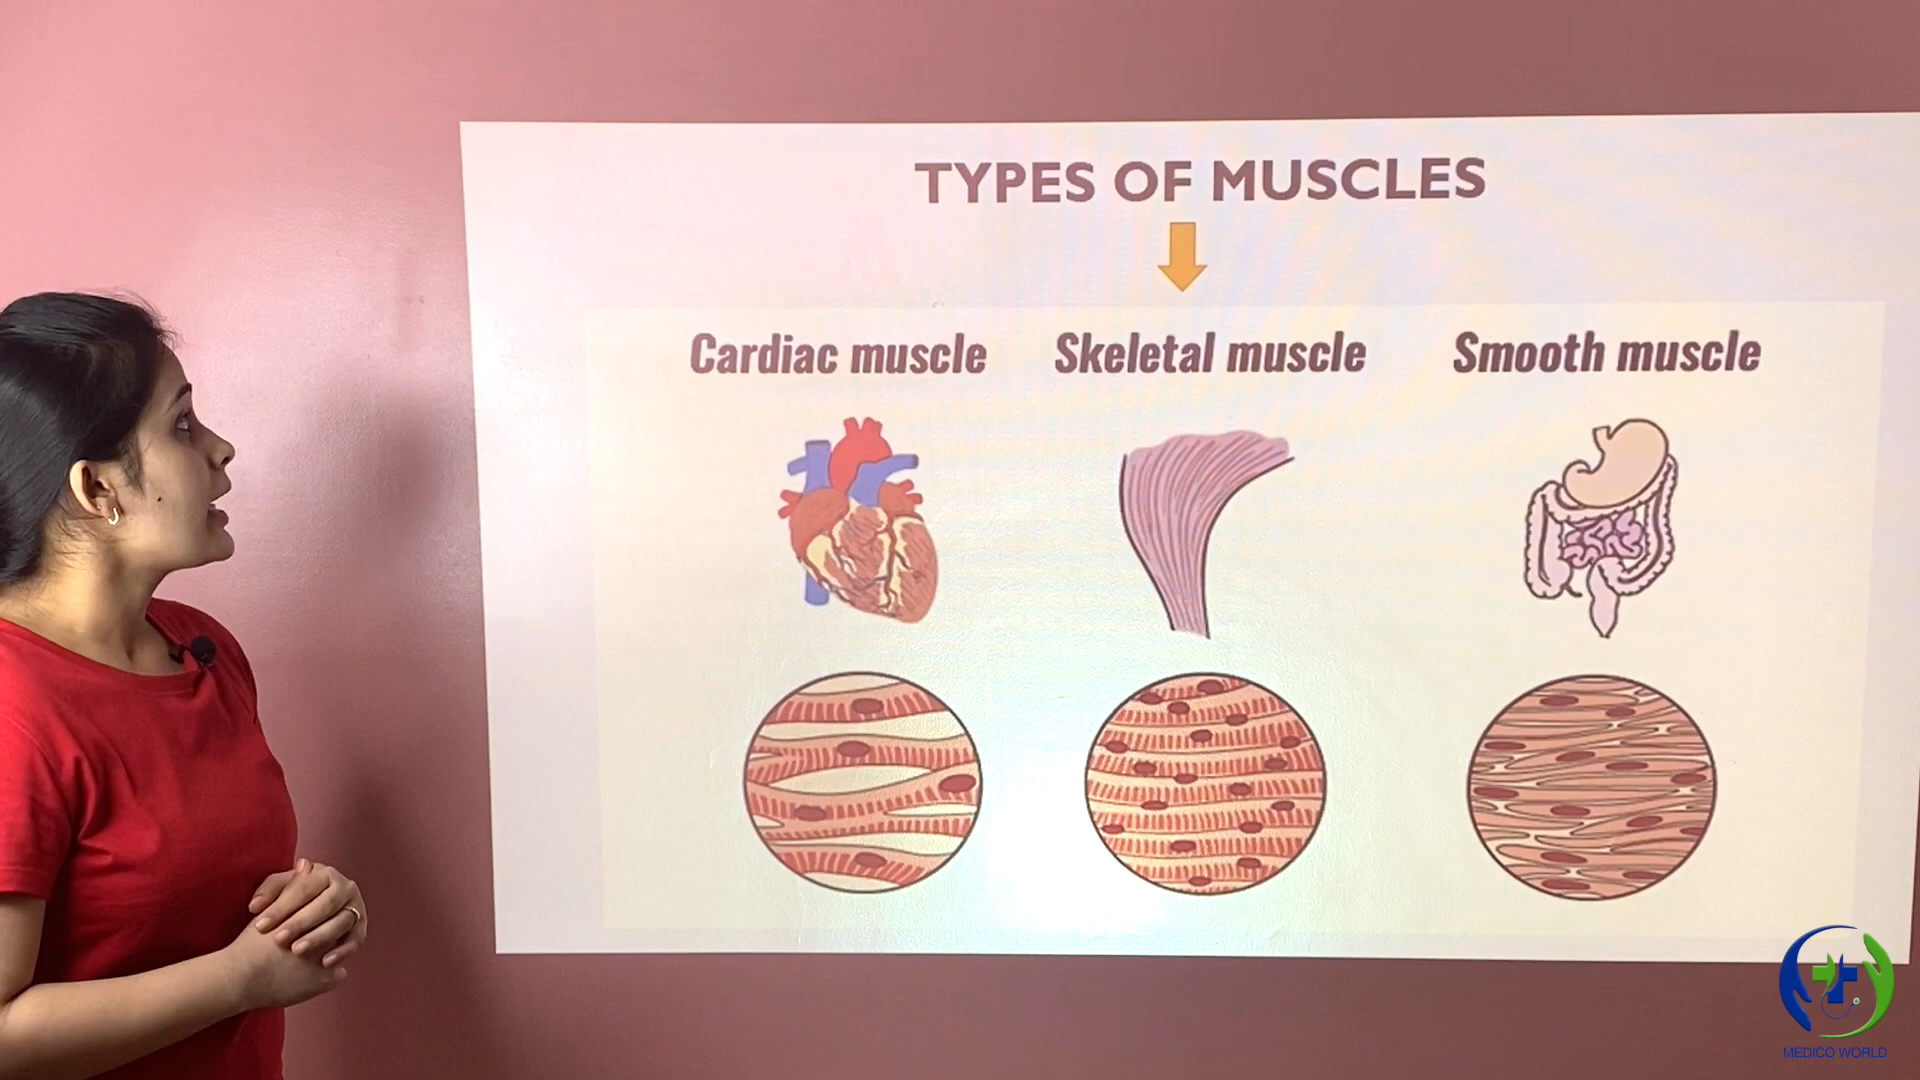 TYPES OF MUSCLES
Cardiac muscle
Skeletal muscle
Smooth muscle
MEDICO WORLD